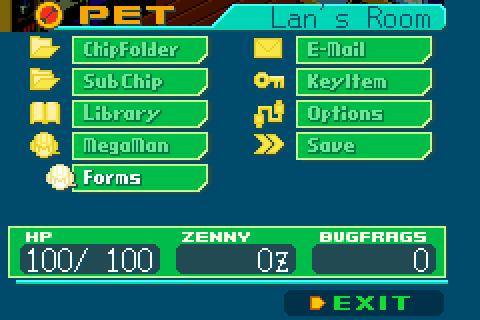 PET
Lan's Room
ChipFolder
SubChip
Library
MegaMan
Forms
E-Mail
KeyItem
Options
Save
HP
100/ 100
ZENNY
0z
BUGFRAGS
0
EXIT